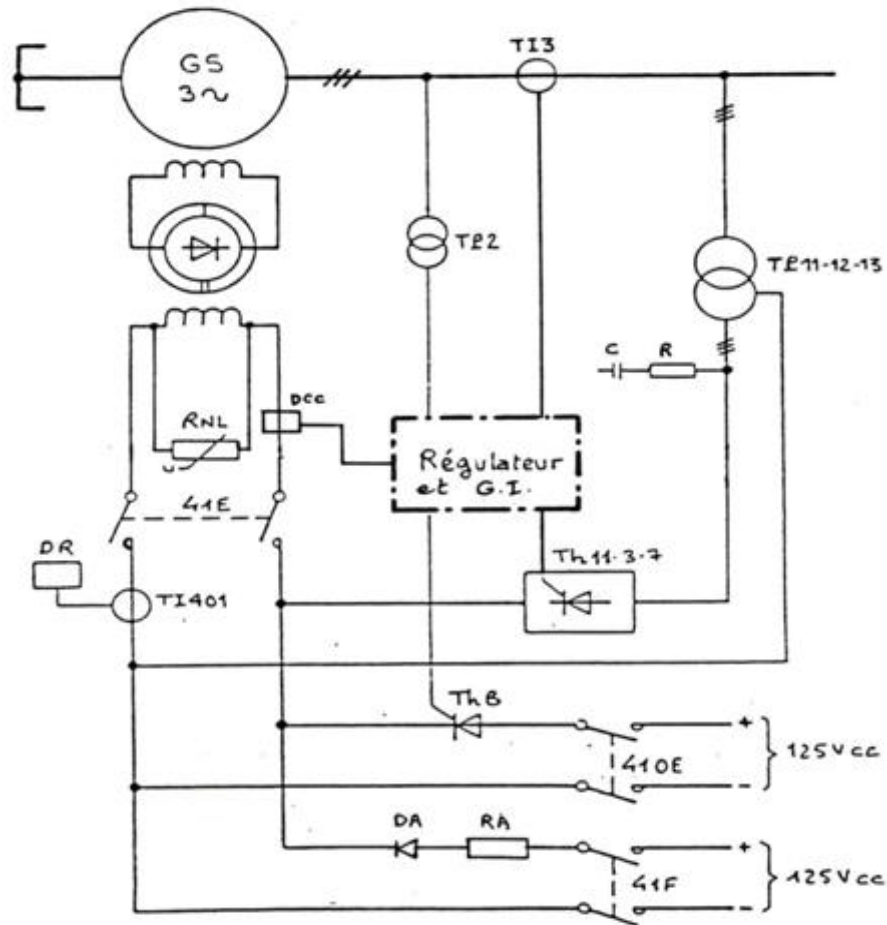 GS
3~
TI3
TP2
TP11-12-13
C
R
DCC
RNL
U
Régulateur
et G.I.
41E
Th11-3-7
DR
TI401
ThB
+
410E
125Vcc
-
DA
RA
+
41F
125Vcc
-